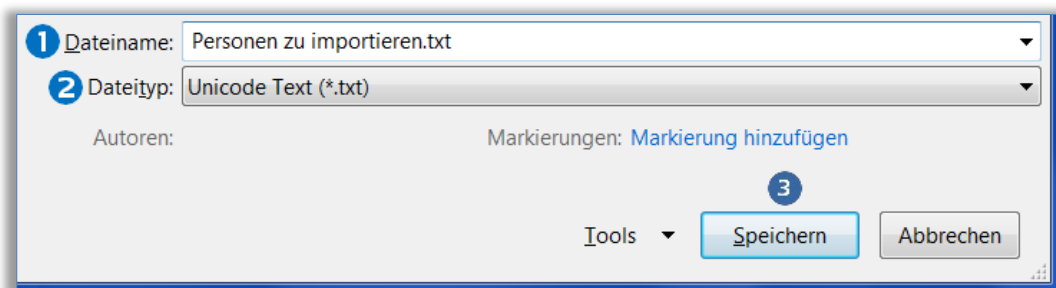 1 Dateiname: Personen zu importieren.txt
2 Dateityp: Unicode Text (*.txt)
Autoren: Markierungen: Markierung hinzufügen
3
Tools Speichern Abbrechen